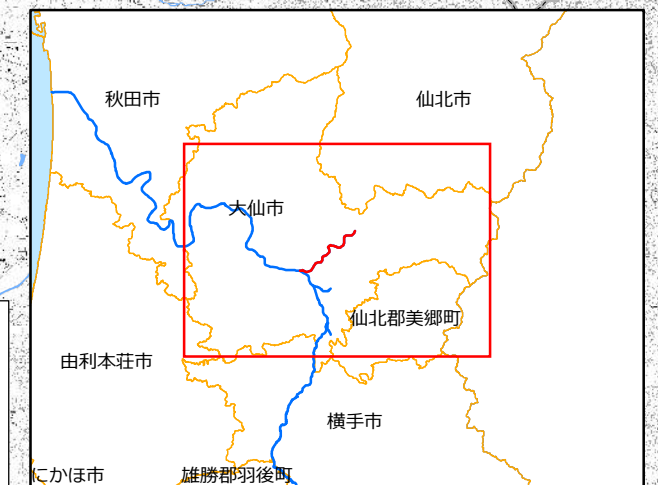 秋田市
仙北市
大仙市
仙北郡美郷町
由利本荘市
横手市
にかほ市
雄勝郡羽後町